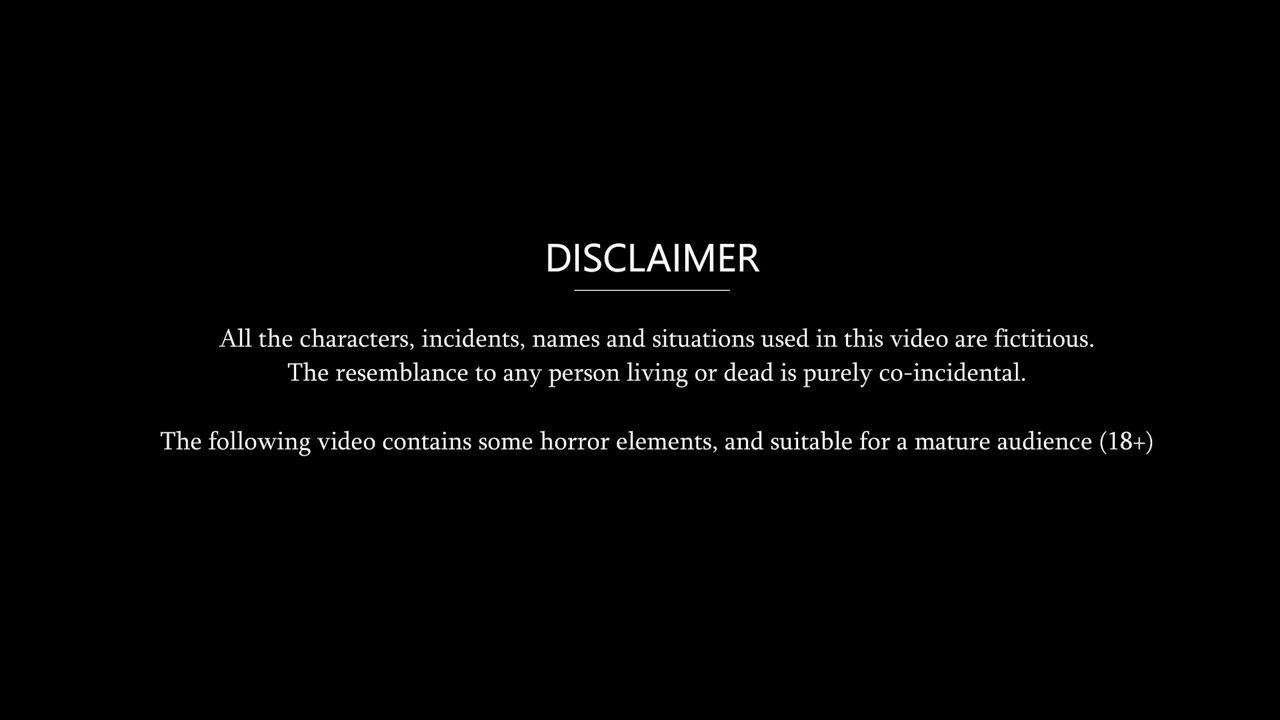 DISCLAIMER
All the characters, incidents, names and situations used in this video are fictitious.
The resemblance to any person living or dead is purely co-incidental.
The following video contains some horror elements, and suitable for a mature audience (18+)